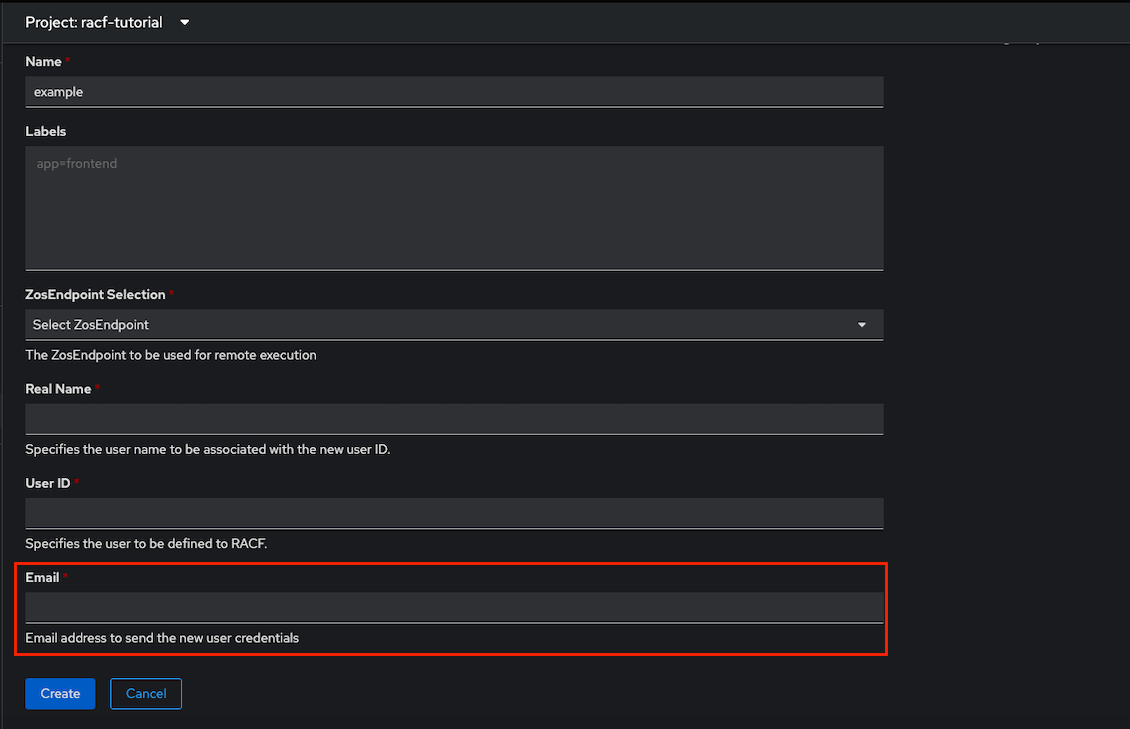 Project: racf-tutorial
Name *
example
Labels
app=frontend
ZosEndpoint Selection *
Select ZosEndpoint
The ZosEndpoint to be used for remote execution
Real Name *
Specifies the user name to be associated with the new user ID.
User ID *
Specifies the user to be defined to RACF.
Email *
Email address to send the new user credentials
Create Cancel